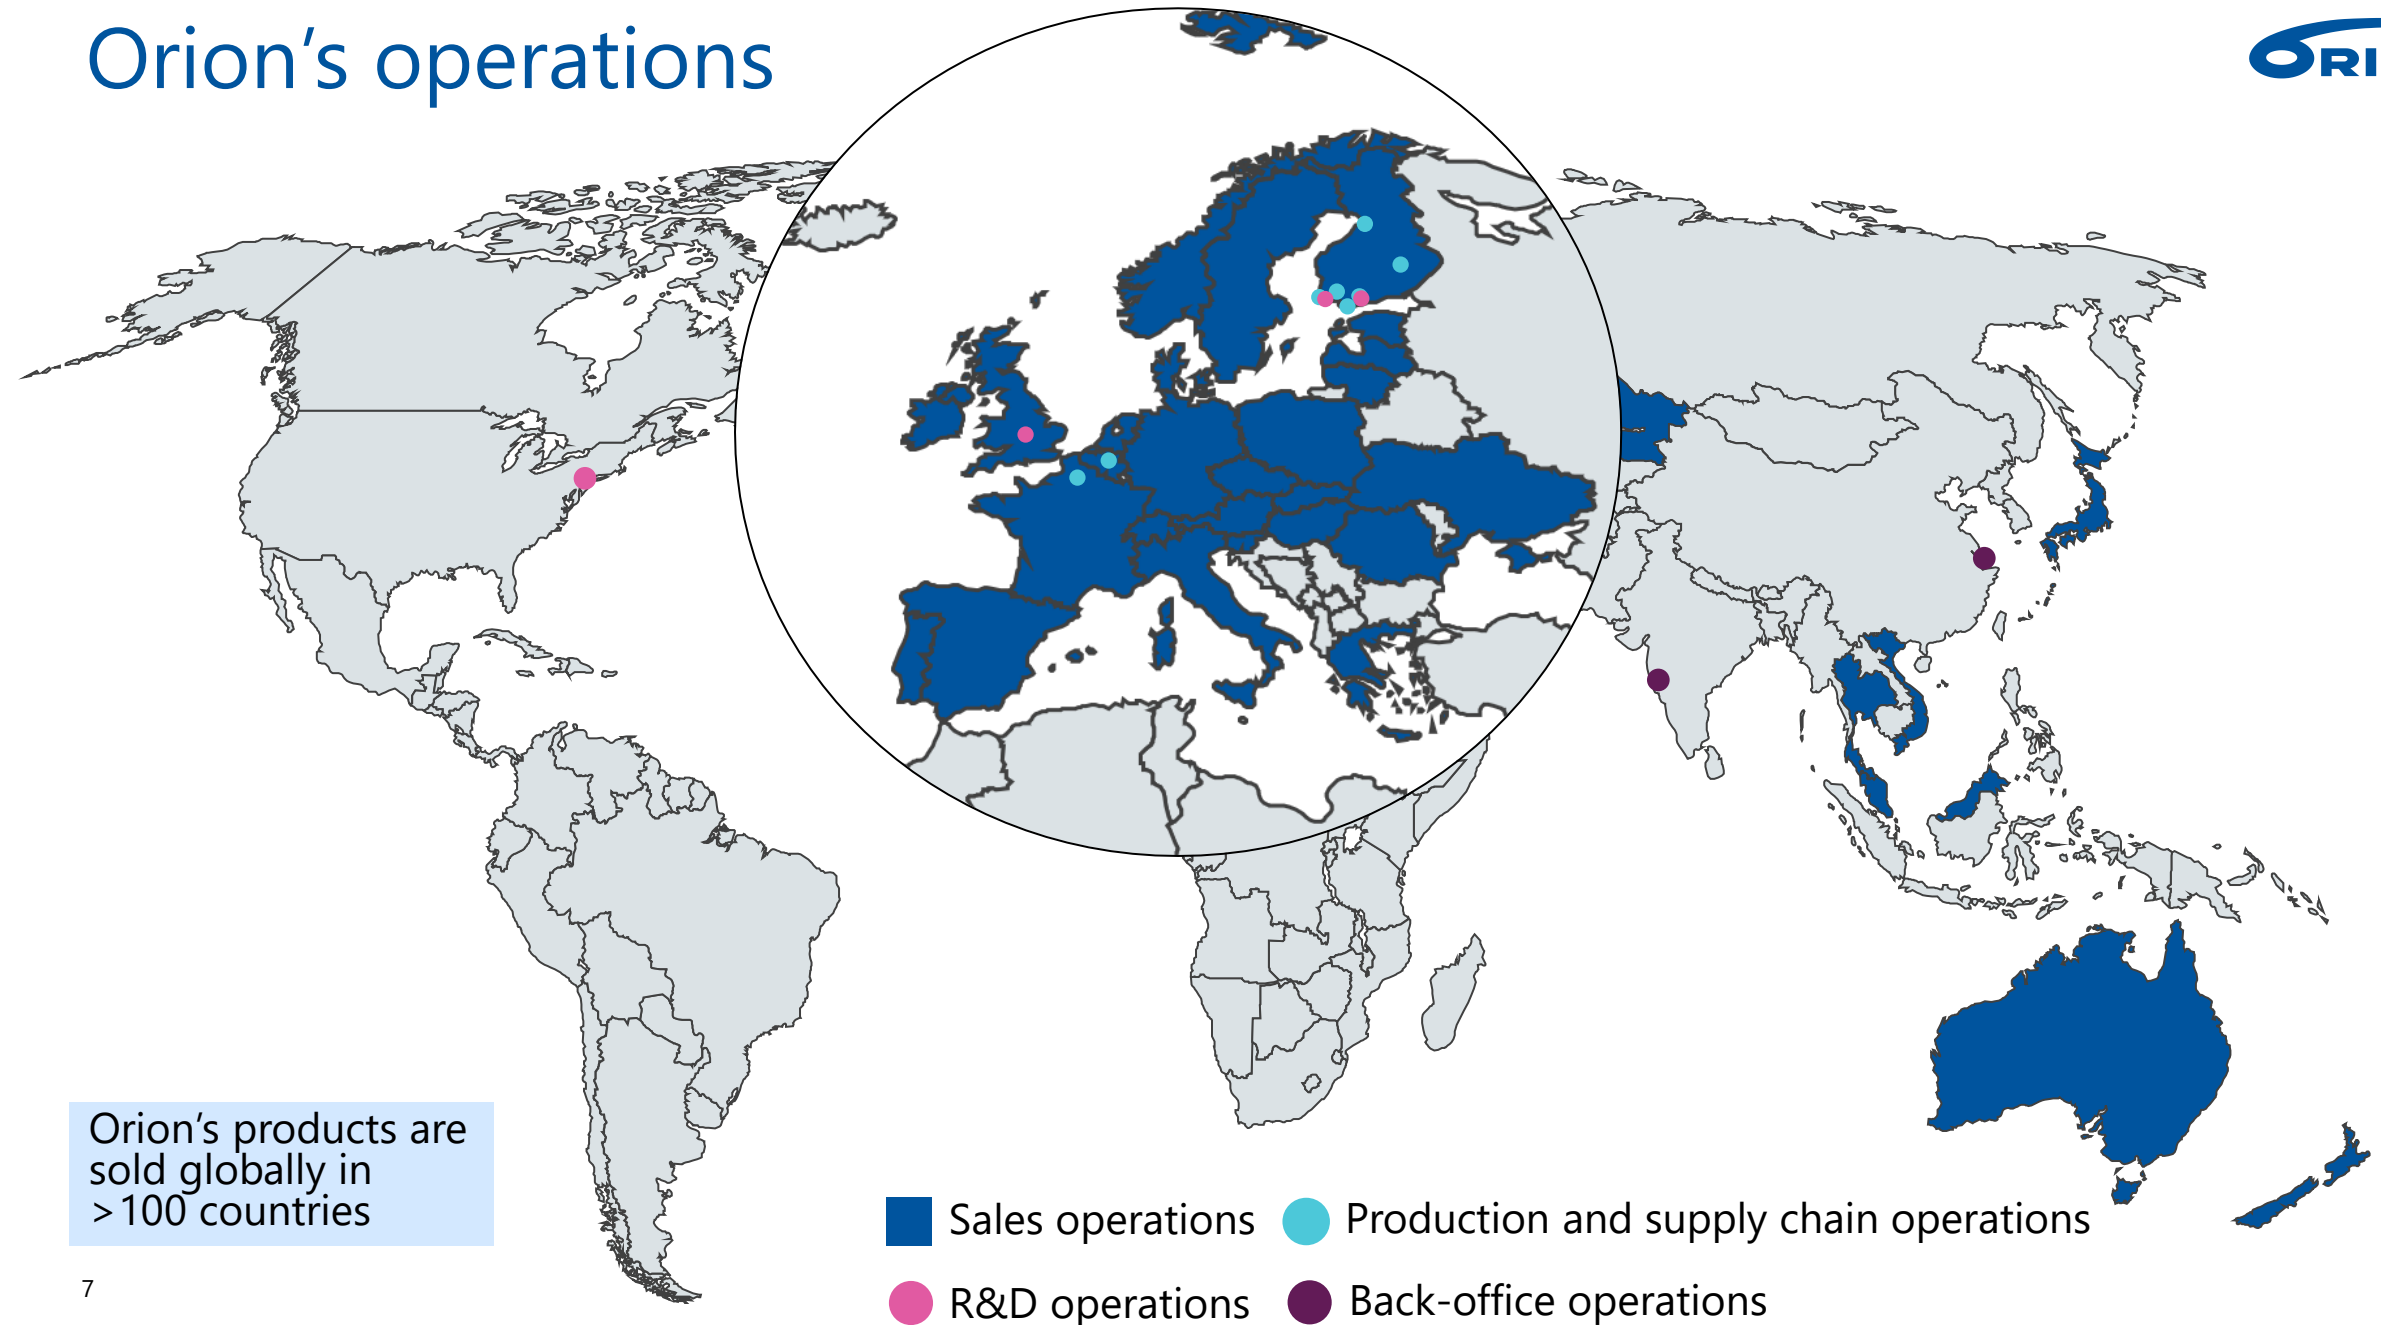 Orion’s operations
ORI
Orion’s products are
sold globally in
>100 countries
Sales operations
Production and supply chain operations
R&D operations
Back-office operations
7